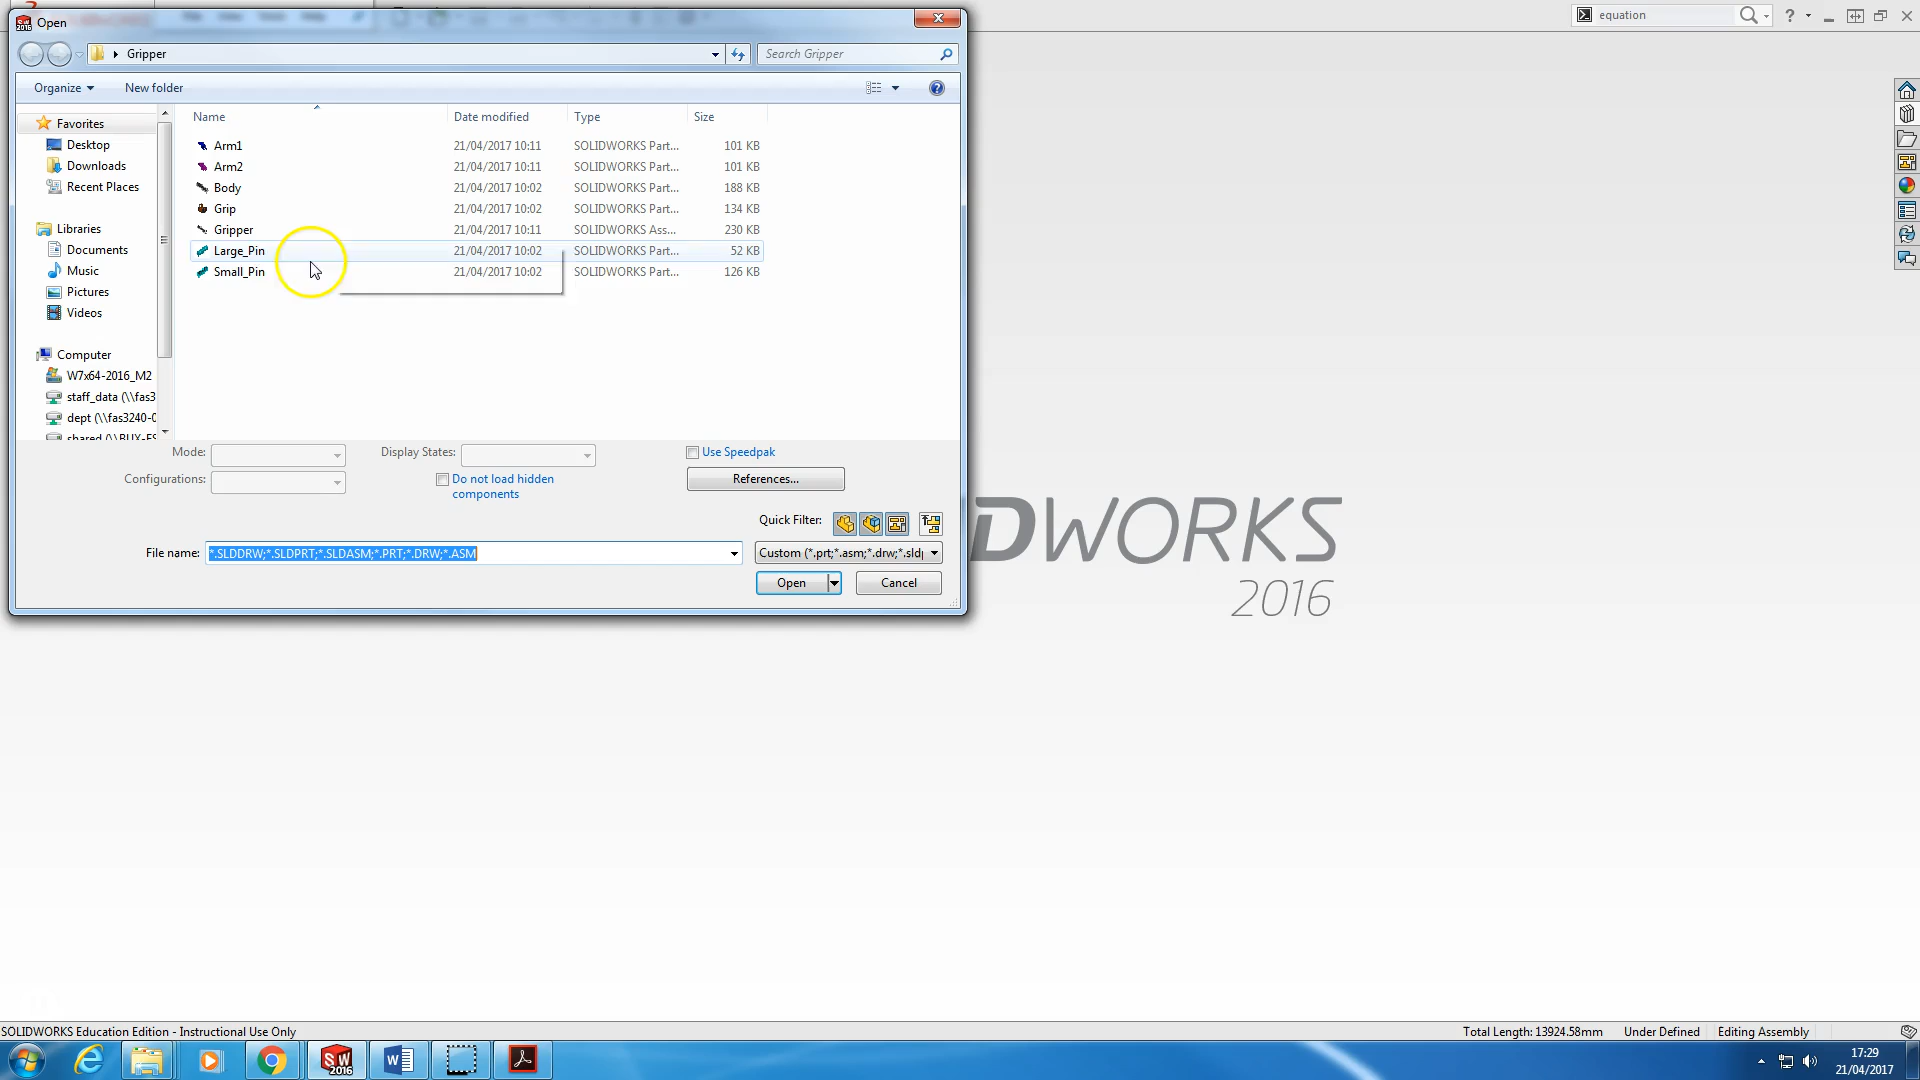 Open
equation
Gripper
Search Gripper
Organize
New folder
Name
Date modified
Type
Size
Favorites
Desktop
Downloads
Recent Places
Libraries
Documents
Music
Pictures
Videos
Computer
W7x64-2016_M2
staff_data (\\fas3
dept (\\fas3240-0
shared (\\BUX-FS
Arm1 21/04/2017 10:11 SOLIDWORKS Part... 101 KB
Arm2 21/04/2017 10:11 SOLIDWORKS Part... 101 KB
Body 21/04/2017 10:02 SOLIDWORKS Part... 188 KB
Grip 21/04/2017 10:02 SOLIDWORKS Part... 134 KB
Gripper 21/04/2017 10:11 SOLIDWORKS Ass... 230 KB
Large_Pin 21/04/2017 10:02 SOLIDWORKS Part... 52 KB
Small_Pin 21/04/2017 10:02 SOLIDWORKS Part... 126 KB
Mode:
Display States:
Use Speedpak
Configurations:
Do not load hidden
components
References...
Quick Filter:
File name: *.SLDDRW;*.SLDPRT;*.SLDASM;*.PRT;*.DRW;*.ASM
Custom (*.prt;*.asm;*.drw;*.sldp
Open
Cancel
DWORKS
2016
SOLIDWORKS Education Edition - Instructional Use Only
Total Length: 13924.58mm
Under Defined
Editing Assembly
SW
2016
17:29
21/04/2017